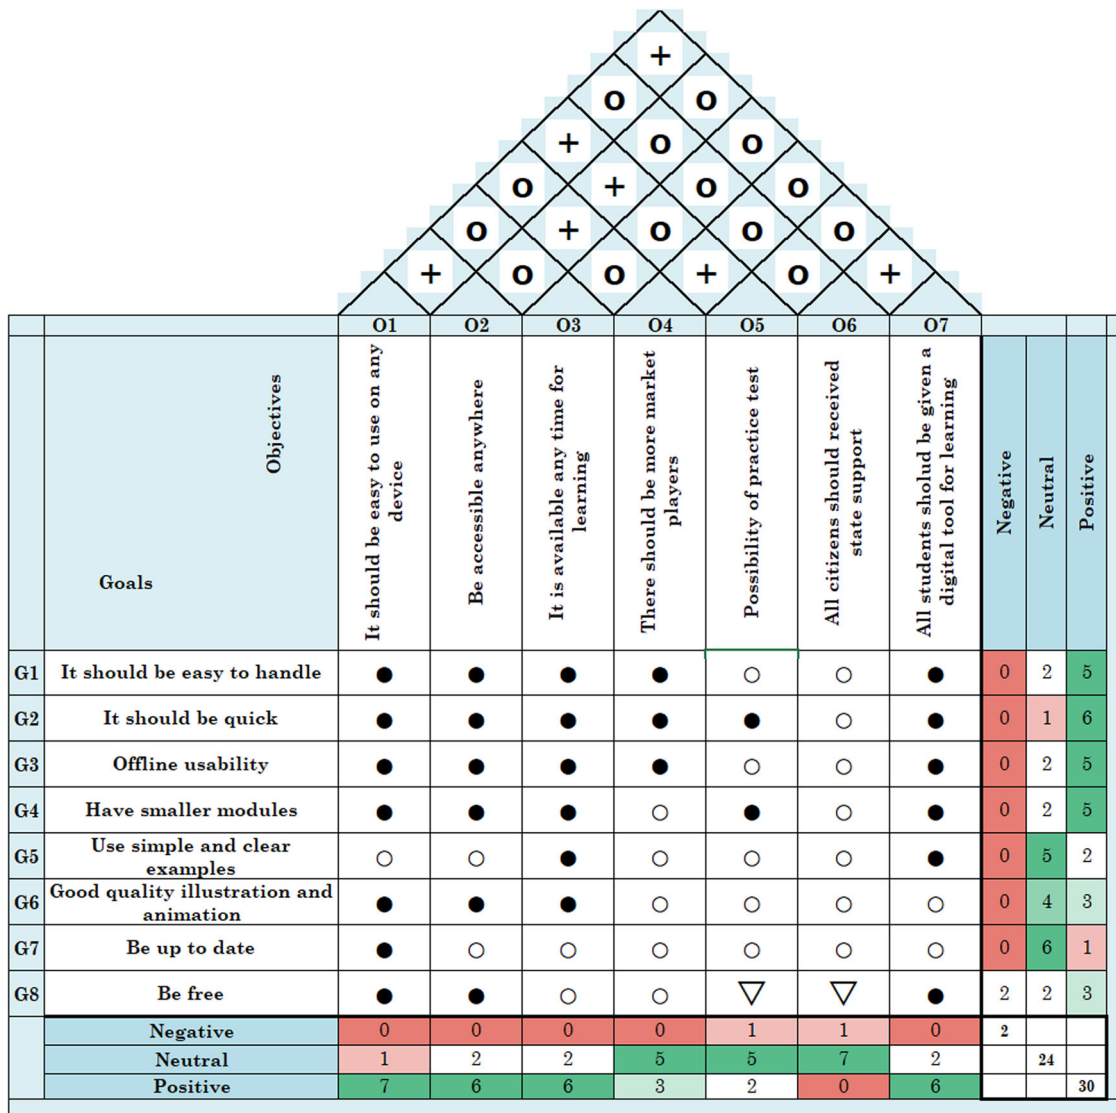 +
o o
+ o o
o + o o
o + o o o
+ o o + o +
O1 O2 O3 O4 O5 O6 O7
Objectives
Goals
It should be easy to use on any
device
Be accessible anywhere
It is available any time for
learning
There should be more market
players
Possibility of practice test
All citizens should received
state support
All students sholud be given a
digital tool for learning
Negative
Neutral
Positive
G1 It should be easy to handle ● ● ● ● ○ ○ ● 0 2 5
G2 It should be quick ● ● ● ● ● ○ ● 0 1 6
G3 Offline usability ● ● ● ● ○ ○ ● 0 2 5
G4 Have smaller modules ● ● ● ○ ● ○ ● 0 2 5
G5 Use simple and clear
examples ○ ○ ● ○ ○ ○ ● 0 5 2
G6 Good quality illustration and
animation ● ● ● ○ ○ ○ ○ 0 4 3
G7 Be up to date ● ○ ○ ○ ○ ○ ○ 0 6 1
G8 Be free ● ● ○ ○ ▽ ▽ ● 2 2 3
Negative 0 0 0 0 1 1 0 2
Neutral 1 2 2 5 5 7 2 24
Positive 7 6 6 3 2 0 6 30